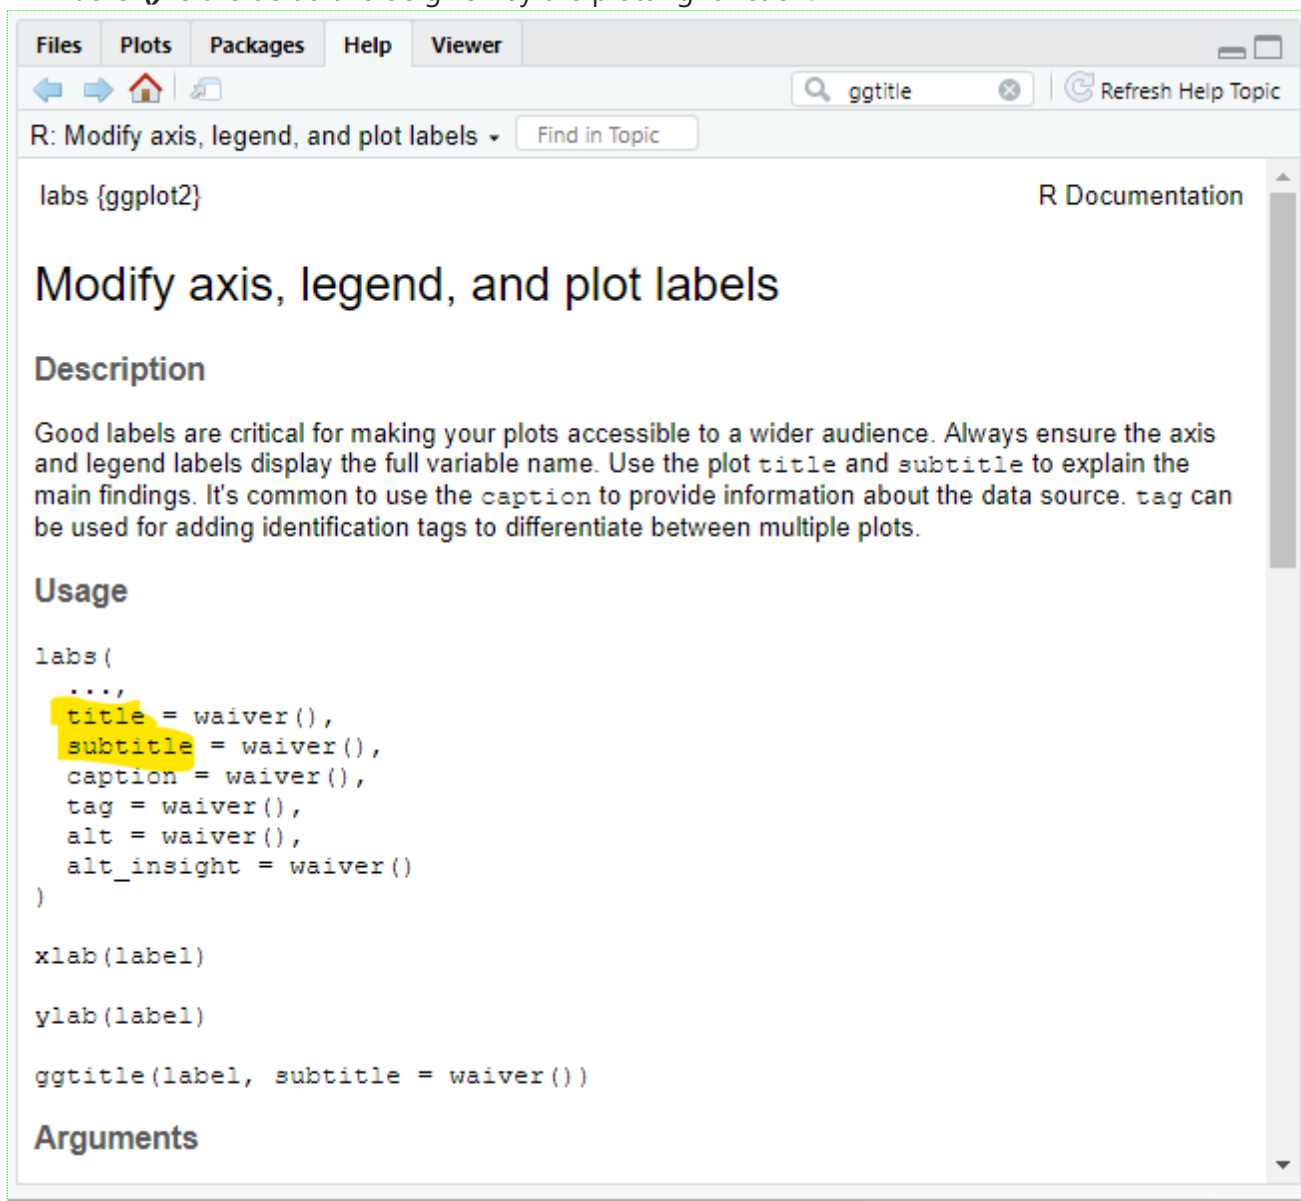 Files Plots Packages Help Viewer
ggtitle Refresh Help Topic
R: Modify axis, legend, and plot labels Find in Topic
labs {ggplot2} R Documentation
Modify axis, legend, and plot labels
Description
Good labels are critical for making your plots accessible to a wider audience. Always ensure the axis
and legend labels display the full variable name. Use the plot title and subtitle to explain the
main findings. It's common to use the caption to provide information about the data source. tag can
be used for adding identification tags to differentiate between multiple plots.
Usage
labs(
...,
title = waiver(),
subtitle = waiver(),
caption = waiver(),
tag = waiver(),
alt = waiver(),
alt_insight = waiver()
)
xlab(label)
ylab(label)
ggtitle(label, subtitle = waiver())
Arguments